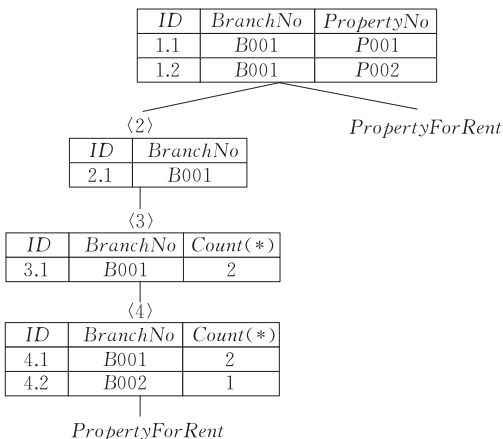 ID BranchNo PropertyNo
1.1 B001 P001
1.2 B001 P002
⟨2⟩
PropertyForRent
ID BranchNo
2.1 B001
⟨3⟩
ID BranchNo Count(*)
3.1 B001 2
⟨4⟩
ID BranchNo Count(*)
4.1 B001 2
4.2 B002 1
PropertyForRent